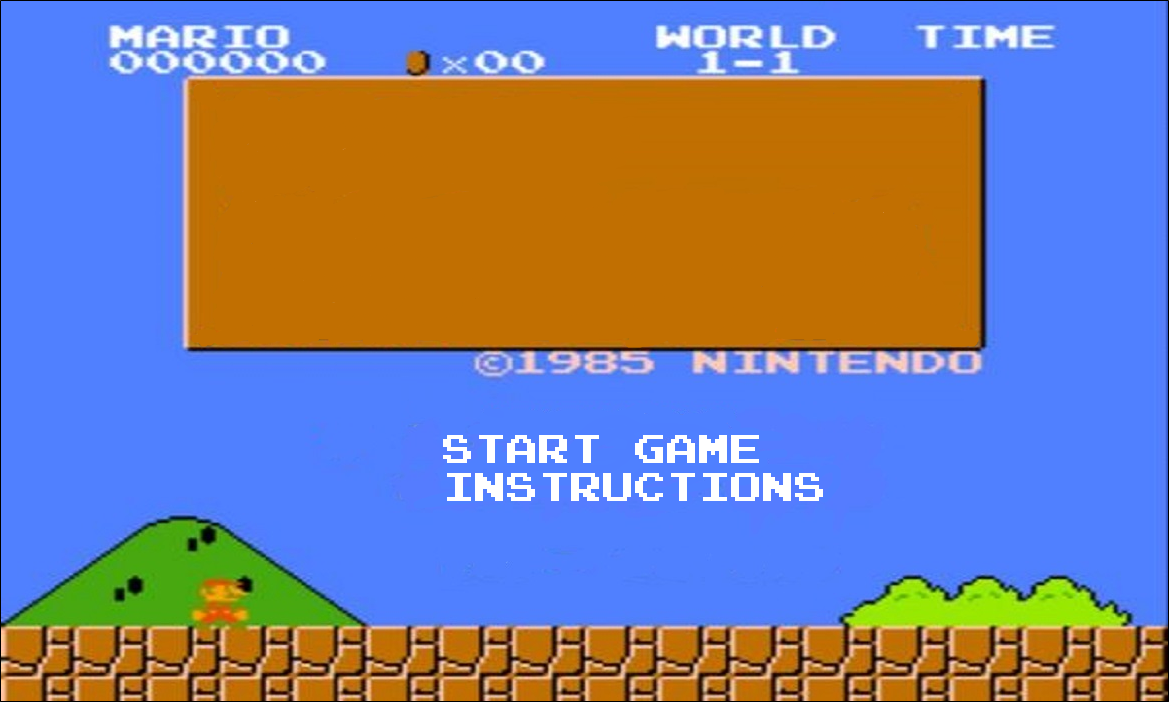 MARIO WORLD TIME
000000 ×00 1-1
©1985 NINTENDO
START GAME
INSTRUCTIONS